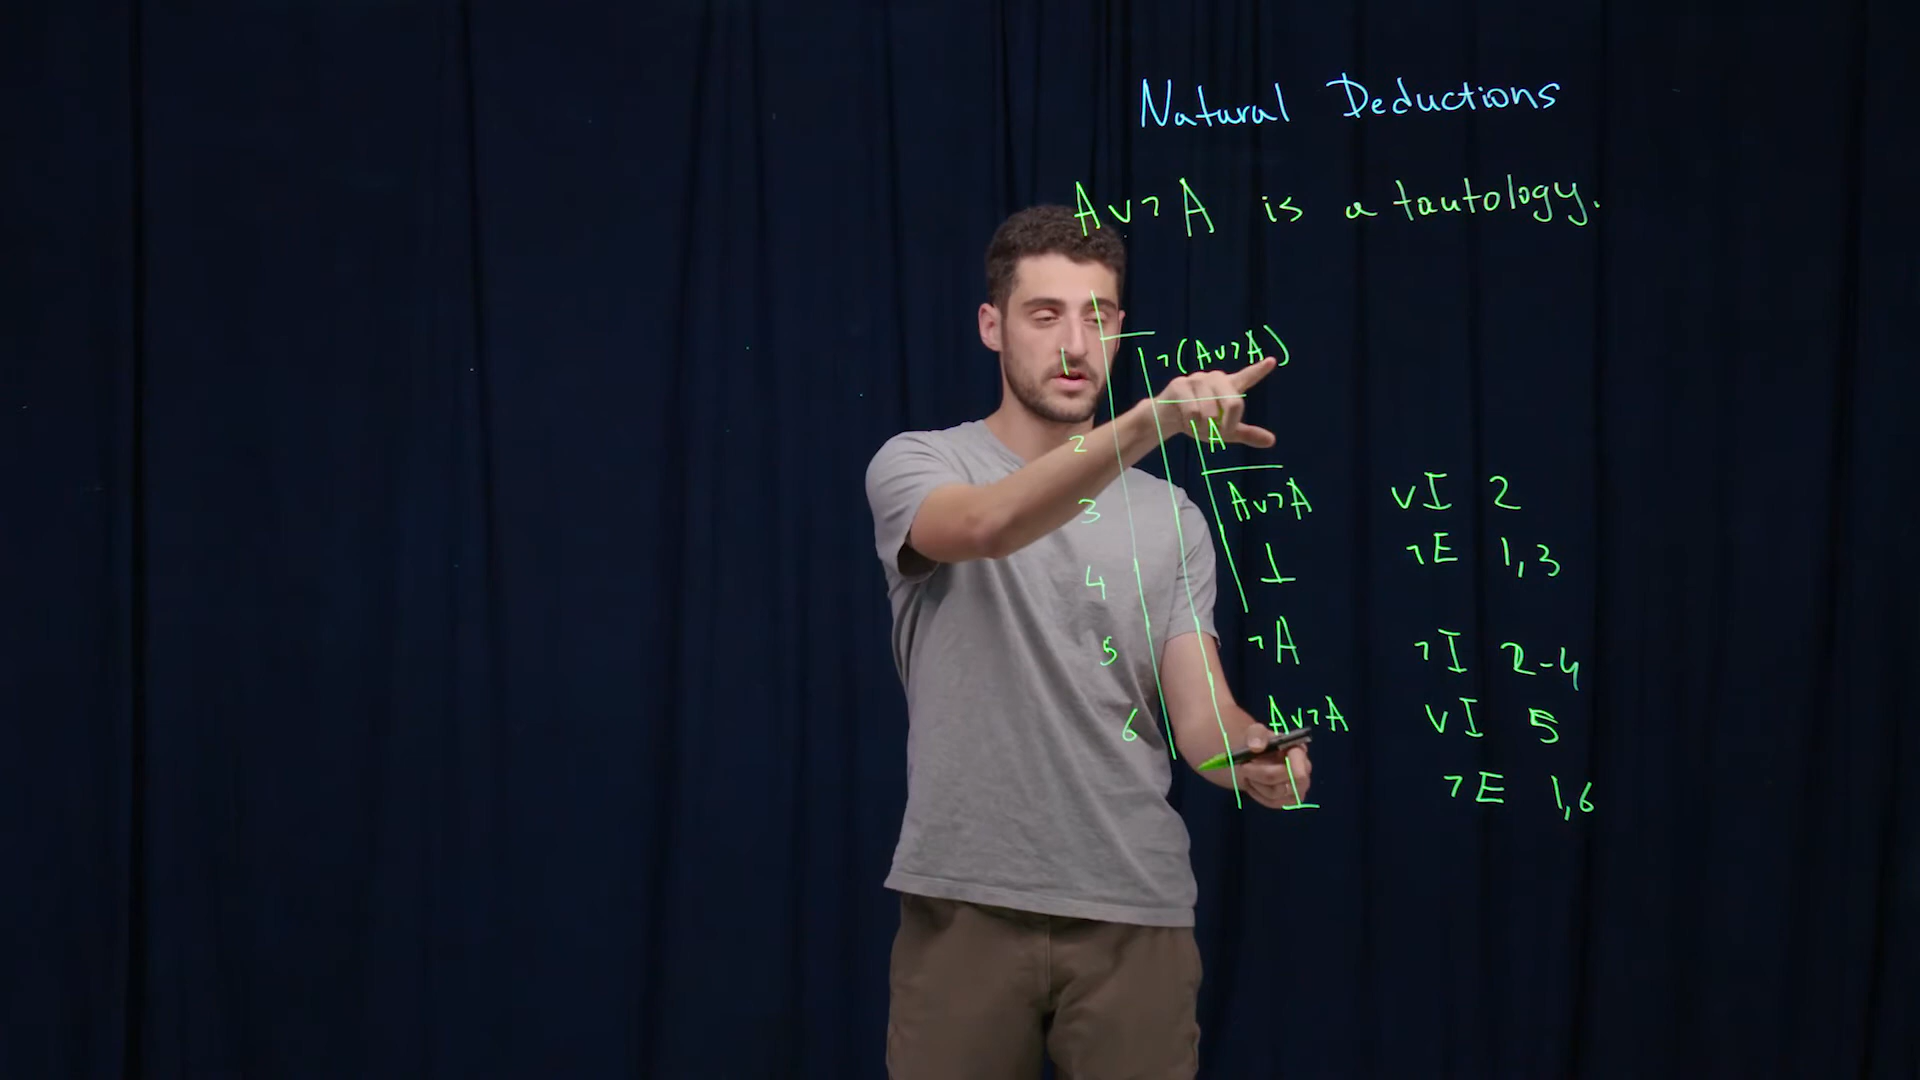 Natural Deductions
A∨¬A is a tautology.
1 ¬(A∨¬A)
2 A
3 A∨¬A ∨I 2
4 ⊥ ¬E 1,3
5 ¬A ¬I 2-4
6 A∨¬A ∨I 5
⊥ ¬E 1,6